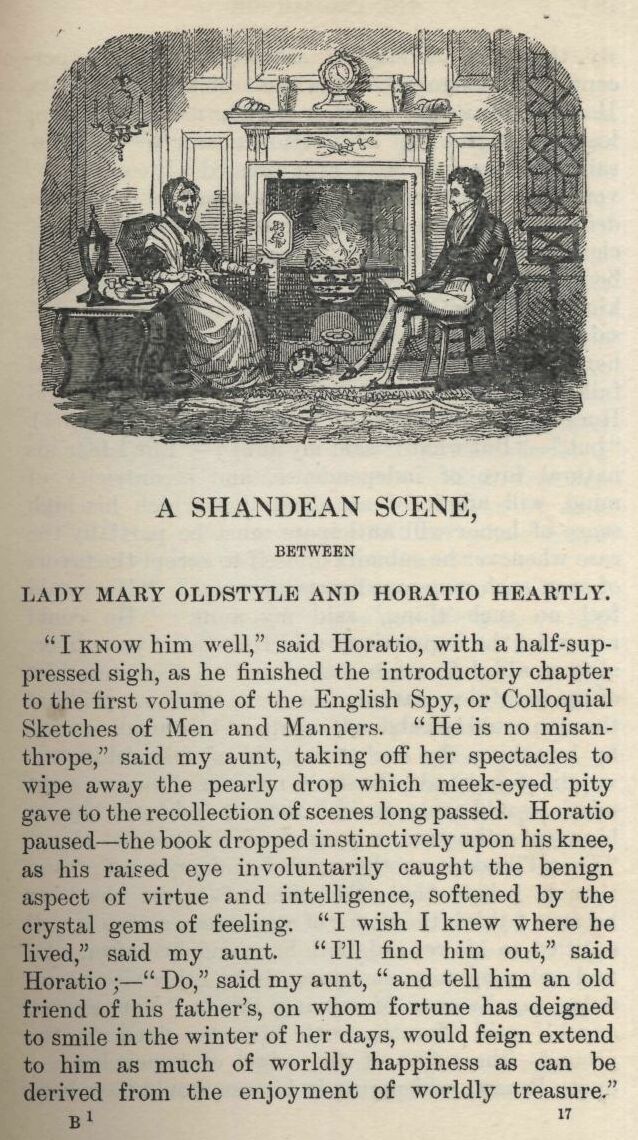 A SHANDEAN SCENE,
BETWEEN
LADY MARY OLDSTYLE AND HORATIO HEARTLY.
“I KNOW him well,” said Horatio, with a half-sup-
pressed sigh, as he finished the introductory chapter
to the first volume of the English Spy, or Colloquial
Sketches of Men and Manners. “He is no misan-
thrope,” said my aunt, taking off her spectacles to
wipe away the pearly drop which meek-eyed pity
gave to the recollection of scenes long passed. Horatio
paused—the book dropped instinctively upon his knee,
as his raised eye involuntarily caught the benign
aspect of virtue and intelligence, softened by the
crystal gems of feeling. “I wish I knew where he
lived,” said my aunt. “I’ll find him out,” said
Horatio ;—“ Do,” said my aunt, “and tell him an old
friend of his father’s, on whom fortune has deigned
to smile in the winter of her days, would feign extend
to him as much of worldly happiness as can be
derived from the enjoyment of worldly treasure.”
B 1 17